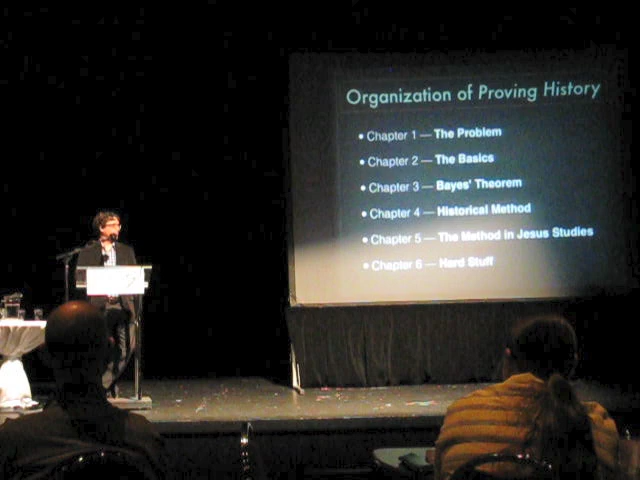 Organization of Proving History
• Chapter 1 — The Problem
• Chapter 2 — The Basics
• Chapter 3 — Bayes' Theorem
• Chapter 4 — Historical Method
• Chapter 5 — The Method in Jesus Studies
• Chapter 6 — Hard Stuff